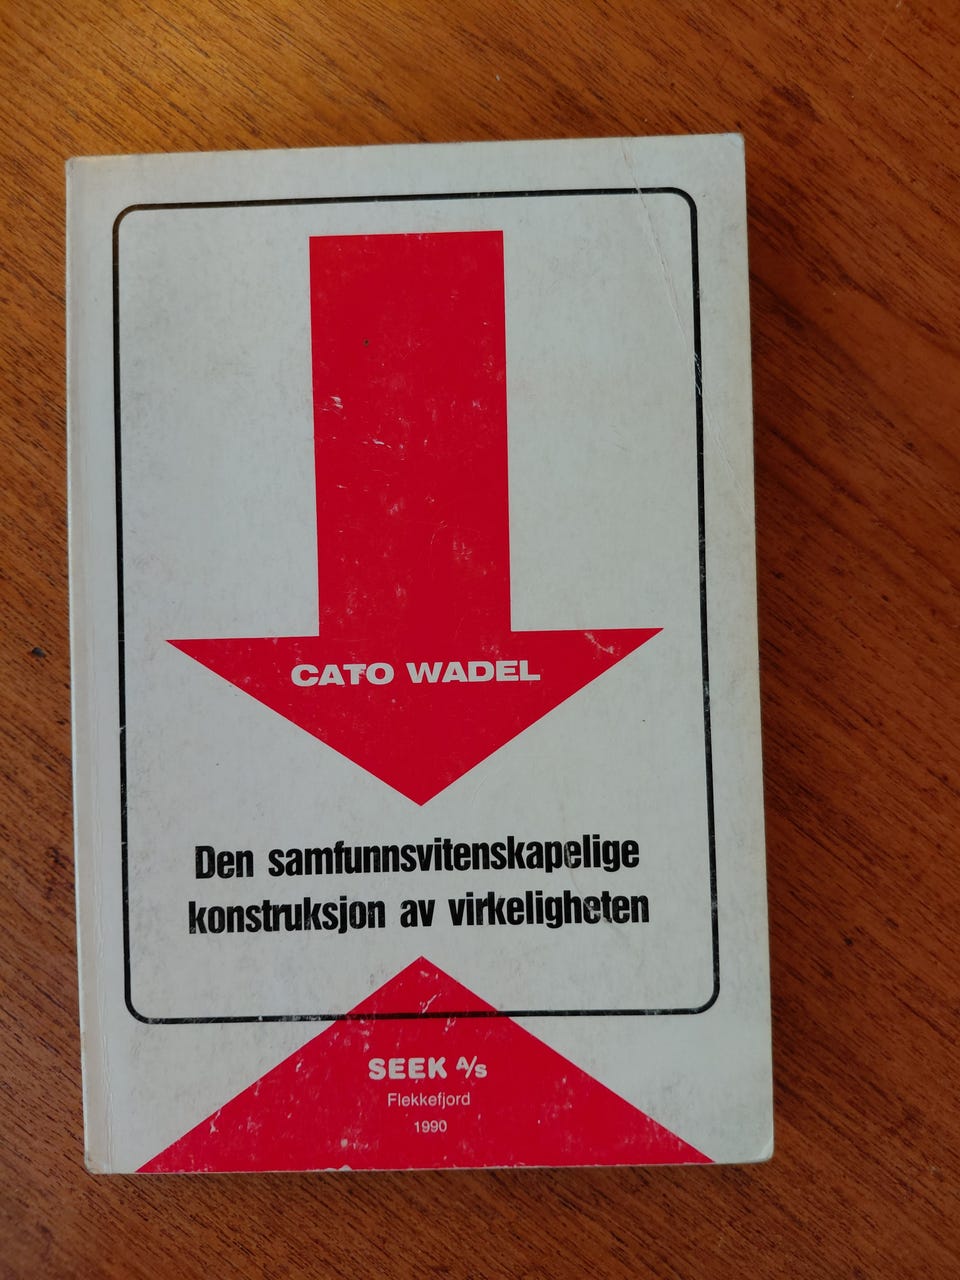 CATO WADEL
Den samfunnsvitenskapelige
konstruksjon av virkeligheten
SEEK A/S
Flekkefjord
1990